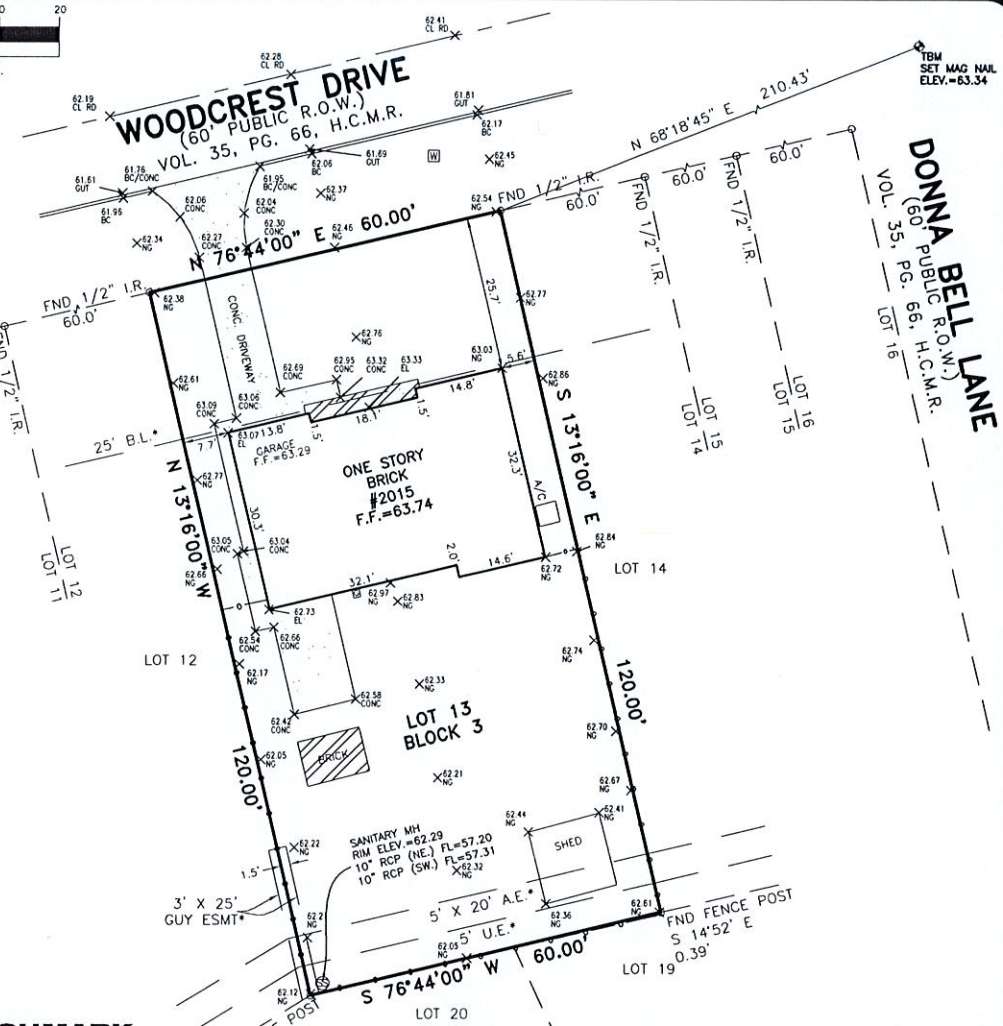 0
20
62.41
CL RD
62.28
CL RD
62.19
CL RD
TBM
SET MAG NAIL
ELEV.=63.34
WOODCREST DRIVE
(60' PUBLIC R.O.W.)
VOL. 35, PG. 66, H.C.M.R.
N 68°18'45" E 210.43'
61.81
GUT
62.17
BC
61.69
GUT
62.06
BC
61.76
BC/CONC
61.61
GUT
61.96
BC
61.95
BC/CONC
W
62.45
NG
62.37
NG
62.06
CONC
62.04
CONC
62.30
CONC
62.27
CONC
62.34
NG
62.54
NG
FND 1/2" I.R.
60.0'
FND 1/2" I.R.
60.0'
FND 1/2" I.R.
60.0'
DONNA BELL LANE
(60' PUBLIC R.O.W.)
VOL. 35, PG. 66, H.C.M.R.
LOT 16
LOT 16
LOT 15
LOT 15
LOT 14
N 76°44'00" E 60.00'
62.46
NG
62.38
NG
FND 1/2" I.R.
60.0'
FND 1/2" I.R.
CONC. DRIVEWAY
25.7'
62.77
NG
62.76
NG
62.61
NG
62.69
CONC
62.95
CONC
63.32
CONC
63.33
EL
63.03
NG
5.6'
62.86
NG
63.09
CONC
63.06
CONC
14.8'
1.5'
18.1'
1.5'
13.8'
63.07
EL
25' B.L.*
7.7'
GARAGE
F.F.=63.29
S 13°16'00" E
N 13°16'00" W
62.77
NG
ONE STORY
BRICK
#2015
F.F.=63.74
32.3'
A/C
30.3'
63.05
CONC
63.04
CONC
62.66
NG
62.84
NG
2.0'
14.6'
62.72
NG
32.1'
62.97
NG
62.83
NG
LOT 14
LOT 12
LOT 11
62.73
EL
62.66
CONC
62.54
CONC
62.74
NG
LOT 12
62.17
NG
62.33
NG
62.58
CONC
62.42
CONC
LOT 13
BLOCK 3
120.00'
62.70
NG
120.00'
62.05
NG
BRICK
62.21
NG
62.67
NG
62.41
NG
62.44
NG
SHED
62.22
NG
SANITARY MH
RIM ELEV.=62.29
10" RCP (NE.) FL=57.20
10" RCP (SW.) FL=57.31
62.32
NG
1.5'
3' X 25'
GUY ESMT*
5' X 20' A.E.*
5' U.E.*
62.36
NG
62.61
NG
FND FENCE POST
S 14°52' E
0.39'
62.2
NG
62.05
NG
62.12
NG
S 76°44'00" W 60.00'
LOT 19
POST
LOT 20